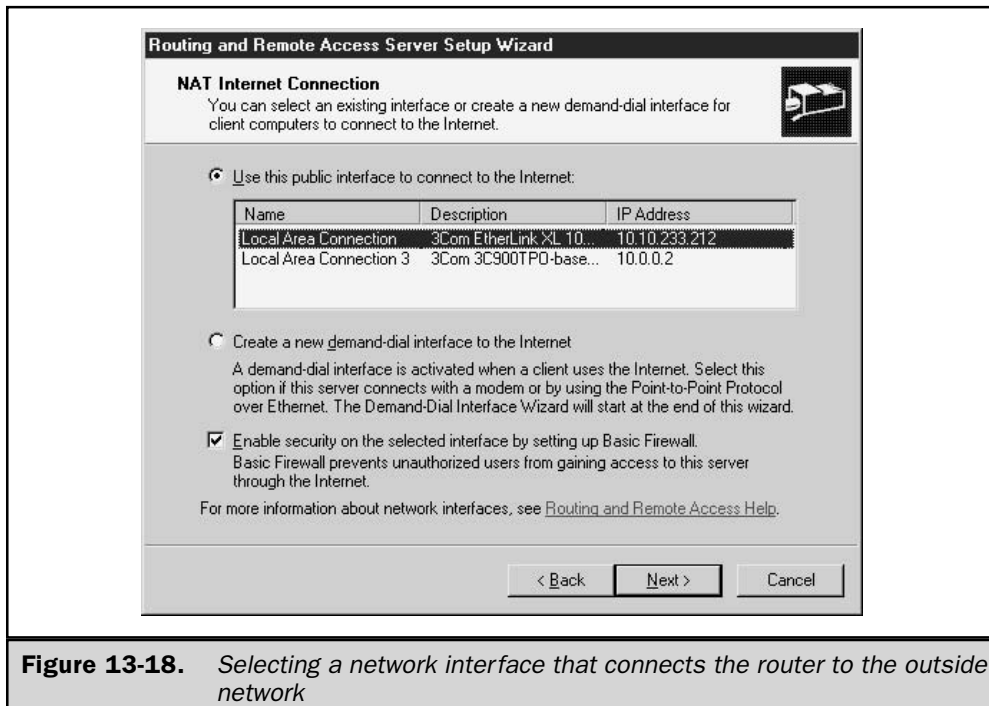 Routing and Remote Access Server Setup Wizard
NAT Internet Connection
You can select an existing interface or create a new demand-dial interface for
client computers to connect to the Internet.
Use this public interface to connect to the Internet:
Name Description IP Address
Local Area Connection 3Com EtherLink XL 10... 10.10.233.212
Local Area Connection 3 3Com 3C900TPO-base... 10.0.0.2
Create a new demand-dial interface to the Internet
A demand-dial interface is activated when a client uses the Internet. Select this
option if this server connects with a modem or by using the Point-to-Point Protocol
over Ethernet. The Demand-Dial Interface Wizard will start at the end of this wizard.
Enable security on the selected interface by setting up Basic Firewall.
Basic Firewall prevents unauthorized users from gaining access to this server
through the Internet.
For more information about network interfaces, see Routing and Remote Access Help.
< Back Next > Cancel
Figure 13-18. Selecting a network interface that connects the router to the outside
network